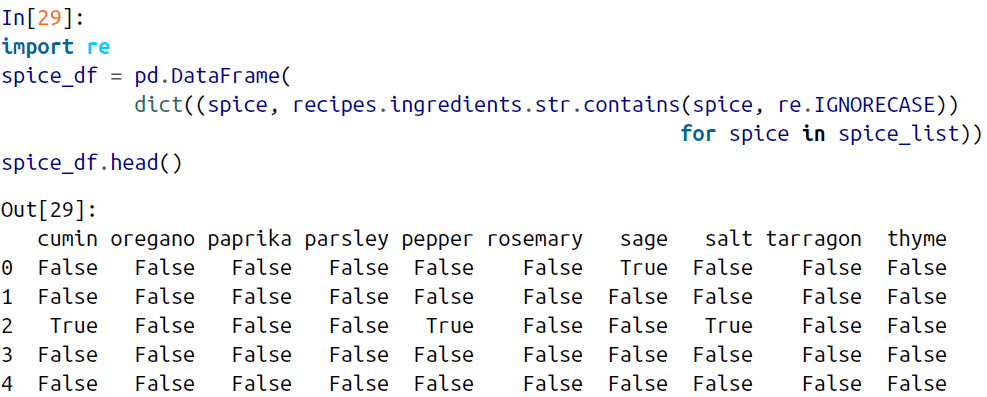 In[29]:
import re
spice_df = pd.DataFrame(
dict((spice, recipes.ingredients.str.contains(spice, re.IGNORECASE))
for spice in spice_list))
spice_df.head()
Out[29]:
cumin oregano paprika parsley pepper rosemary sage salt tarragon thyme
0 False False False False False False True False False False
1 False False False False False False False False False False
2 True False False False True False False True False False
3 False False False False False False False False False False
4 False False False False False False False False False False